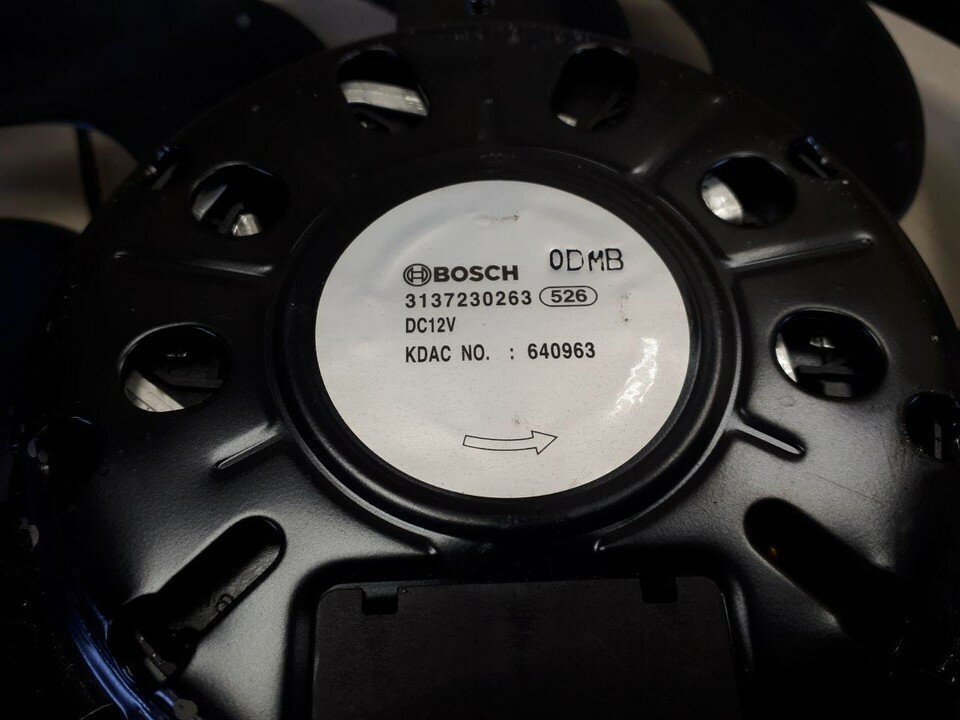 BOSCH 0DMB
3137230263 526
DC12V
KDAC NO. : 640963